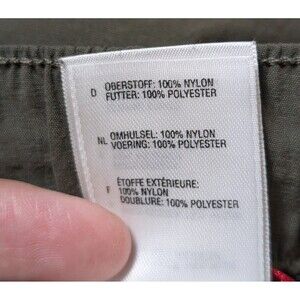 D OBERSTOFF: 100% NYLON
FUTTER: 100% POLYESTER
NL OMHULSEL: 100% NYLON
VOERING: 100% POLYESTER
F ÉTOFFE EXTÉRIEURE:
100% NYLON
DOUBLURE: 100% POLYESTER